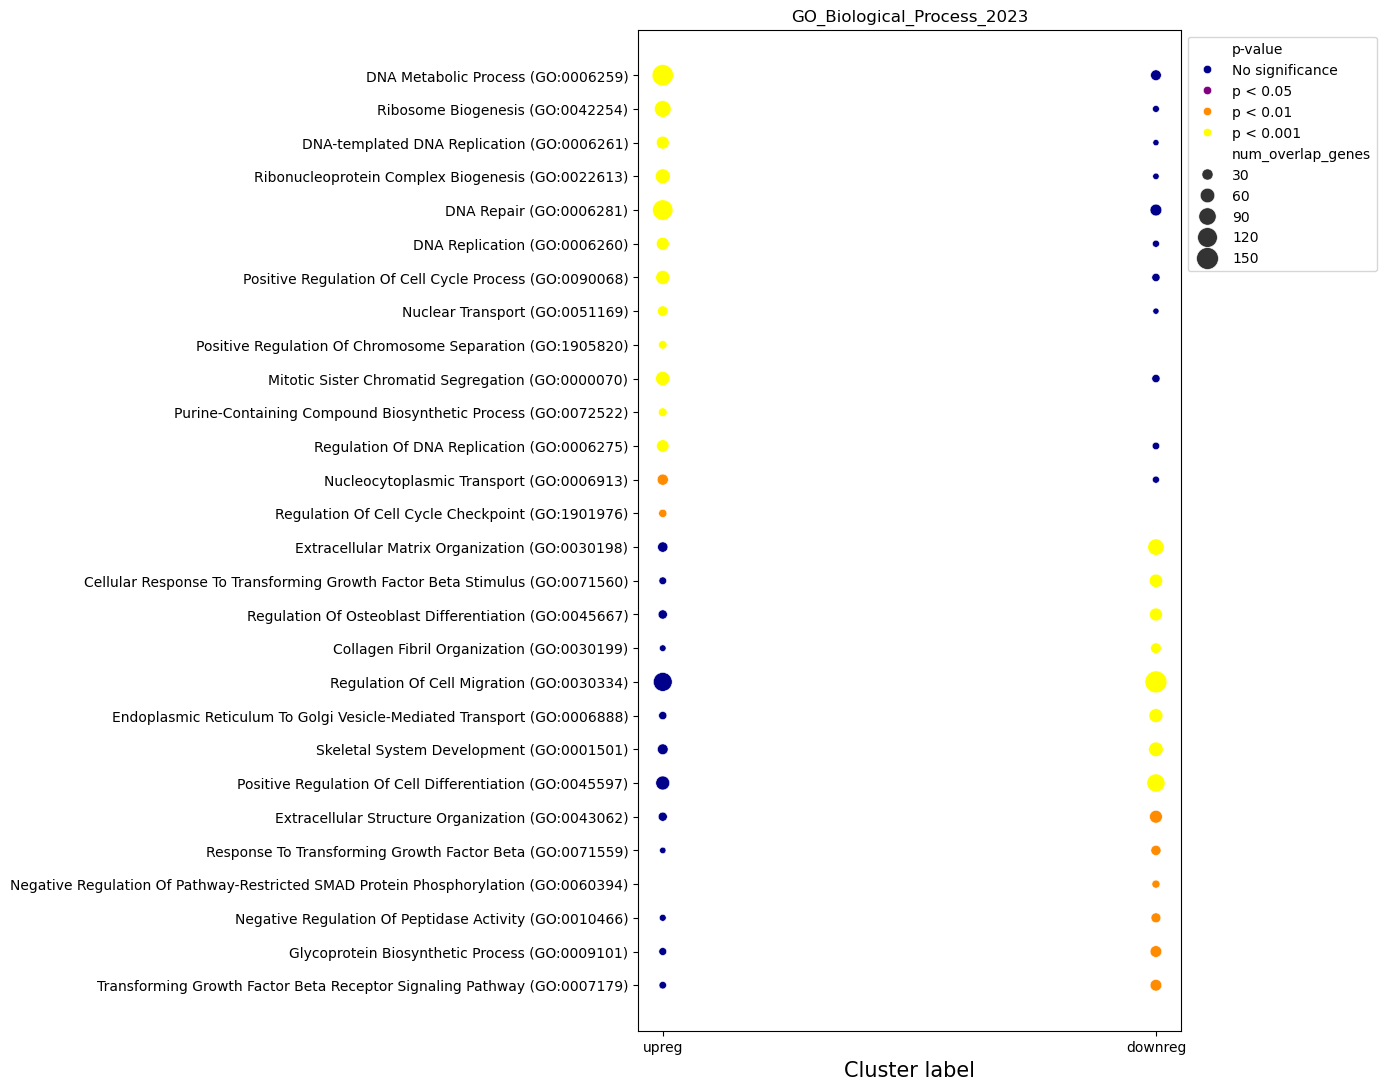 GO_Biological_Process_2023
DNA Metabolic Process (GO:0006259)
Ribosome Biogenesis (GO:0042254)
DNA-templated DNA Replication (GO:0006261)
Ribonucleoprotein Complex Biogenesis (GO:0022613)
DNA Repair (GO:0006281)
DNA Replication (GO:0006260)
Positive Regulation Of Cell Cycle Process (GO:0090068)
Nuclear Transport (GO:0051169)
Positive Regulation Of Chromosome Separation (GO:1905820)
Mitotic Sister Chromatid Segregation (GO:0000070)
Purine-Containing Compound Biosynthetic Process (GO:0072522)
Regulation Of DNA Replication (GO:0006275)
Nucleocytoplasmic Transport (GO:0006913)
Regulation Of Cell Cycle Checkpoint (GO:1901976)
Extracellular Matrix Organization (GO:0030198)
Cellular Response To Transforming Growth Factor Beta Stimulus (GO:0071560)
Regulation Of Osteoblast Differentiation (GO:0045667)
Collagen Fibril Organization (GO:0030199)
Regulation Of Cell Migration (GO:0030334)
Endoplasmic Reticulum To Golgi Vesicle-Mediated Transport (GO:0006888)
Skeletal System Development (GO:0001501)
Positive Regulation Of Cell Differentiation (GO:0045597)
Extracellular Structure Organization (GO:0043062)
Response To Transforming Growth Factor Beta (GO:0071559)
Negative Regulation Of Pathway-Restricted SMAD Protein Phosphorylation (GO:0060394)
Negative Regulation Of Peptidase Activity (GO:0010466)
Glycoprotein Biosynthetic Process (GO:0009101)
Transforming Growth Factor Beta Receptor Signaling Pathway (GO:0007179)
upreg
downreg
Cluster label
p-value
No significance
p < 0.05
p < 0.01
p < 0.001
num_overlap_genes
30
60
90
120
150